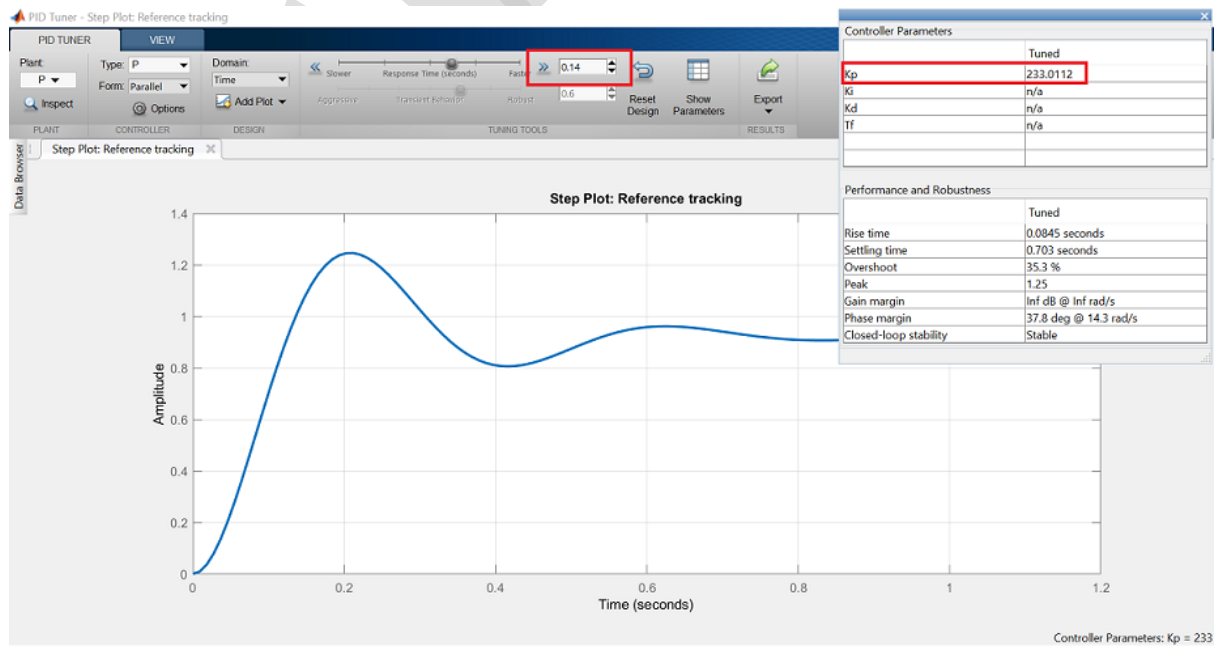 PID Tuner - Step Plot: Reference tracking
PID TUNER VIEW
Plant:
P
Inspect
PLANT
Type: P
Form: Parallel
Options
CONTROLLER
Domain:
Time
Add Plot
DESIGN
Slower Response Time (seconds) Faster 0.14
Aggressive Transient Behavior Robust 0.6
Reset Design
Show Parameters
TUNING TOOLS
Export
RESULTS
Data Browser
Step Plot: Reference tracking
Controller Parameters
Tuned
Kp 233.0112
Ki n/a
Kd n/a
Tf n/a
Performance and Robustness
Tuned
Rise time 0.0845 seconds
Settling time 0.703 seconds
Overshoot 35.3 %
Peak 1.25
Gain margin Inf dB @ Inf rad/s
Phase margin 37.8 deg @ 14.3 rad/s
Closed-loop stability Stable
Step Plot: Reference tracking
Amplitude
1.4
1.2
1
0.8
0.6
0.4
0.2
0
0 0.2 0.4 0.6 0.8 1 1.2
Time (seconds)
Controller Parameters: Kp = 233